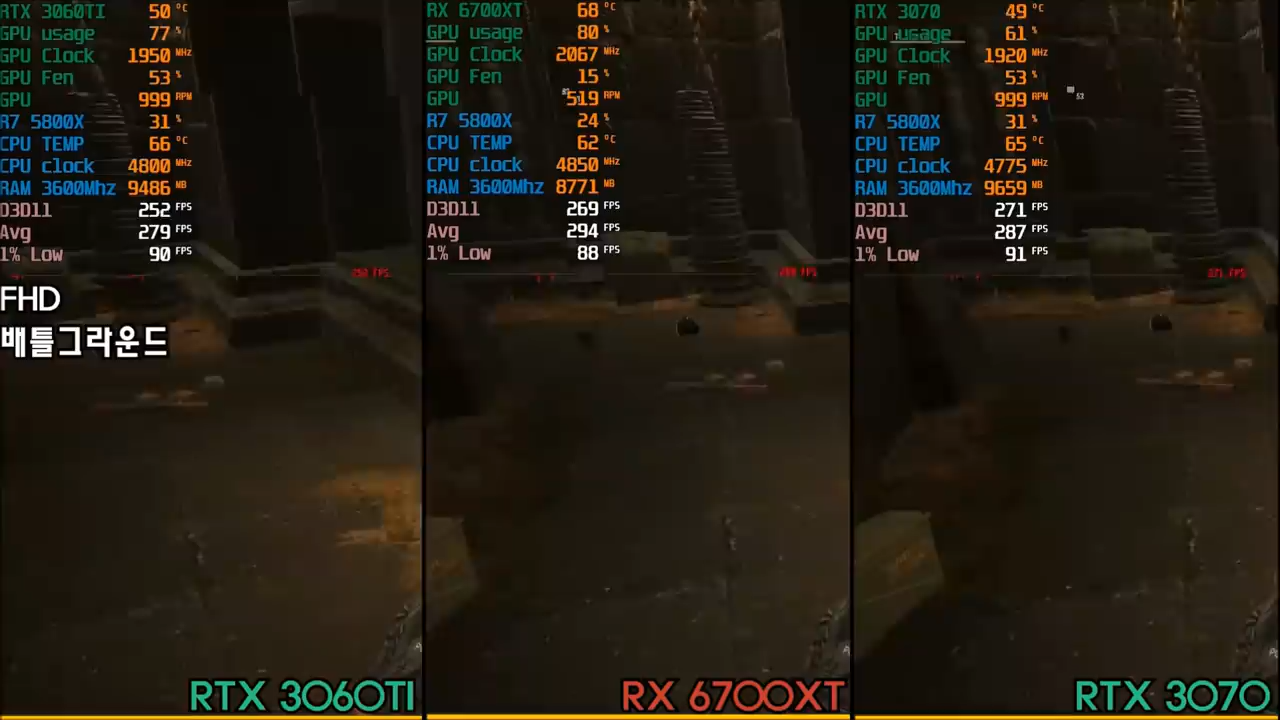 RTX 3060TI 50 °C
GPU usage 77 %
GPU Clock 1950 MHz
GPU Fen 53 %
GPU 999 RPM
R7 5800X 31 %
CPU TEMP 66 °C
CPU clock 4800 MHz
RAM 3600Mhz 9486 MB
D3D11 252 FPS
Avg 279 FPS
1% Low 90 FPS
252 FPS
FHD
배틀그라운드
RTX 3060TI
RX 6700XT 68 °C
GPU usage 80 %
GPU Clock 2067 MHz
GPU Fen 15 %
GPU 519 RPM
R7 5800X 24 %
CPU TEMP 62 °C
CPU clock 4850 MHz
RAM 3600Mhz 8771 MB
D3D11 269 FPS
Avg 294 FPS
1% Low 88 FPS
269 FPS
RX 6700XT
RTX 3070 49 °C
GPU usage 61 %
GPU Clock 1920 MHz
GPU Fen 53 %
GPU 999 RPM
53
R7 5800X 31 %
CPU TEMP 65 °C
CPU clock 4775 MHz
RAM 3600Mhz 9659 MB
D3D11 271 FPS
Avg 287 FPS
1% Low 91 FPS
271 FPS
RTX 3070